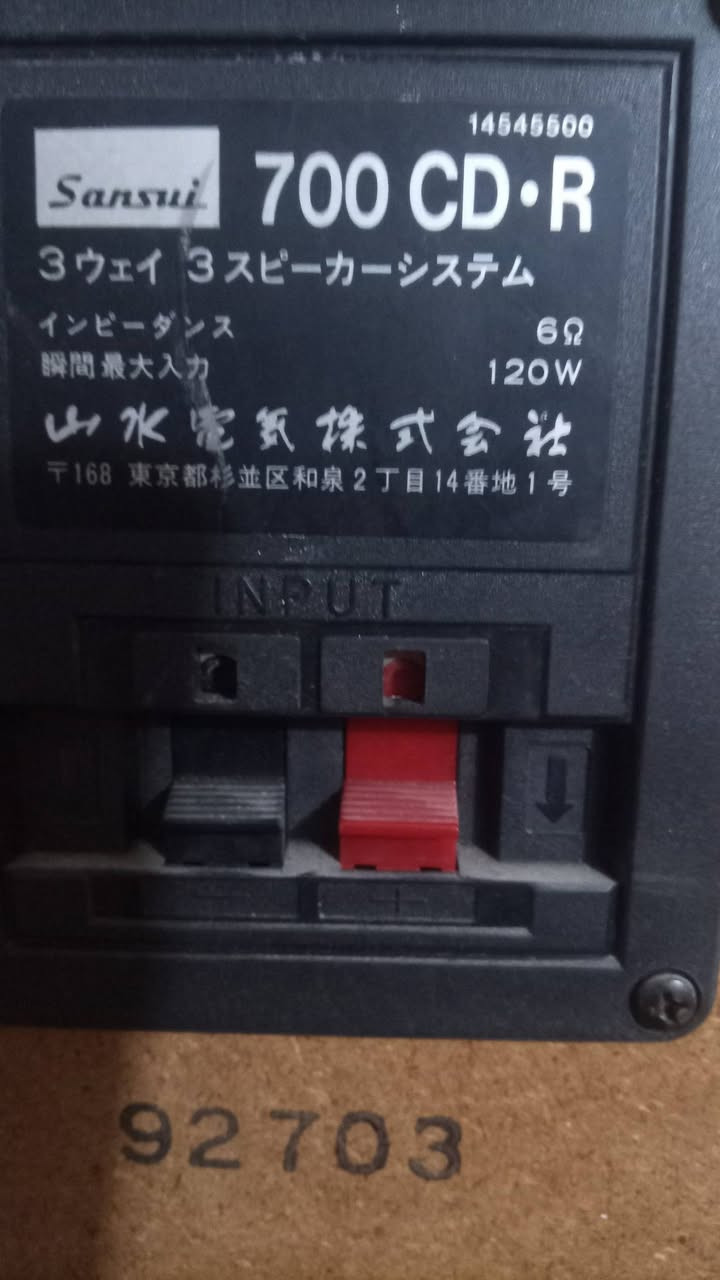 14545500
Sansui 700 CD・R
3ウェイ 3スピーカーシステム
インピーダンス 6Ω
瞬間最大入力 120W
山水電気株式会社
〒168 東京都杉並区和泉2丁目14番地1号
INPUT
− +
92703